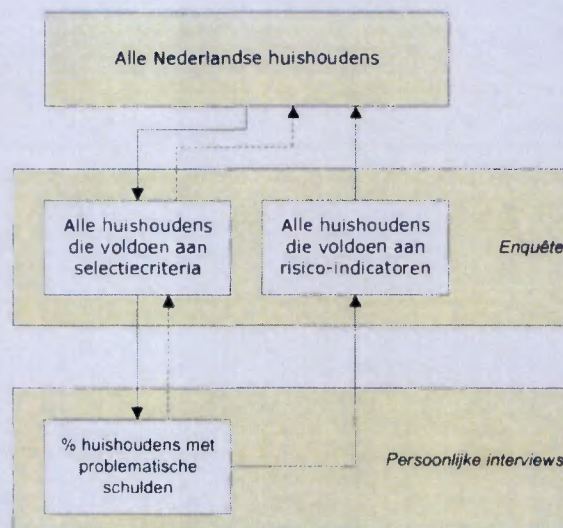 Alle Nederlandse huishoudens
Alle huishoudens
die voldoen aan
selectiecriteria
Alle huishoudens
die voldoen aan
risico-indicatoren
Enquête
% huishoudens met
problematische
schulden
Persoonlijke interviews